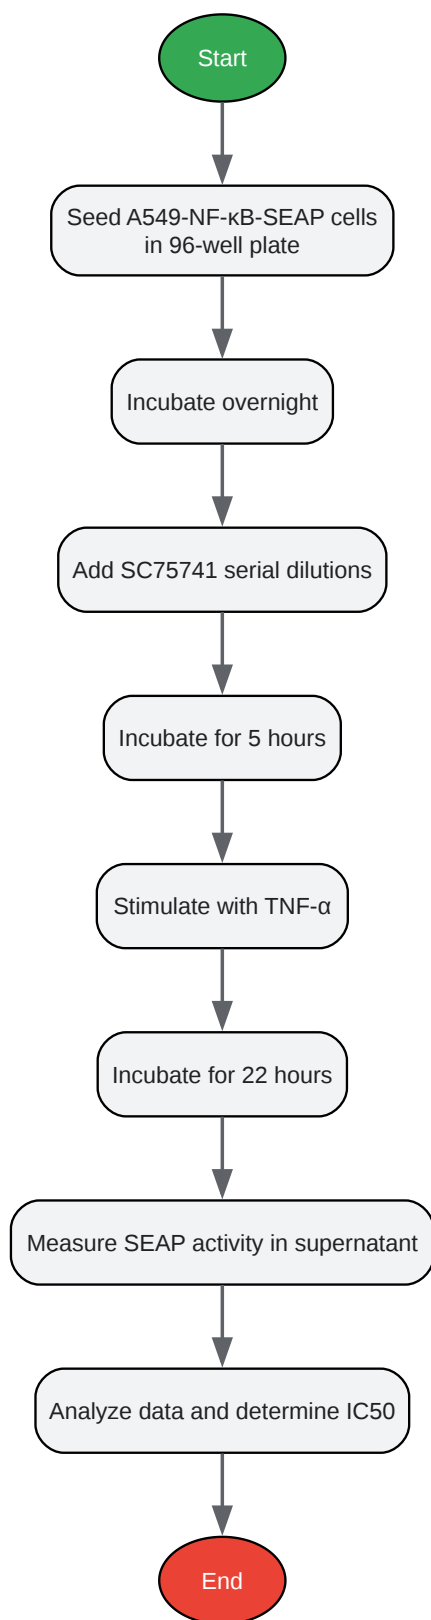 Start
Seed A549-NF-κB-SEAP cells
in 96-well plate
Incubate overnight
Add SC75741 serial dilutions
Incubate for 5 hours
Stimulate with TNF-α
Incubate for 22 hours
Measure SEAP activity in supernatant
Analyze data and determine IC50
End